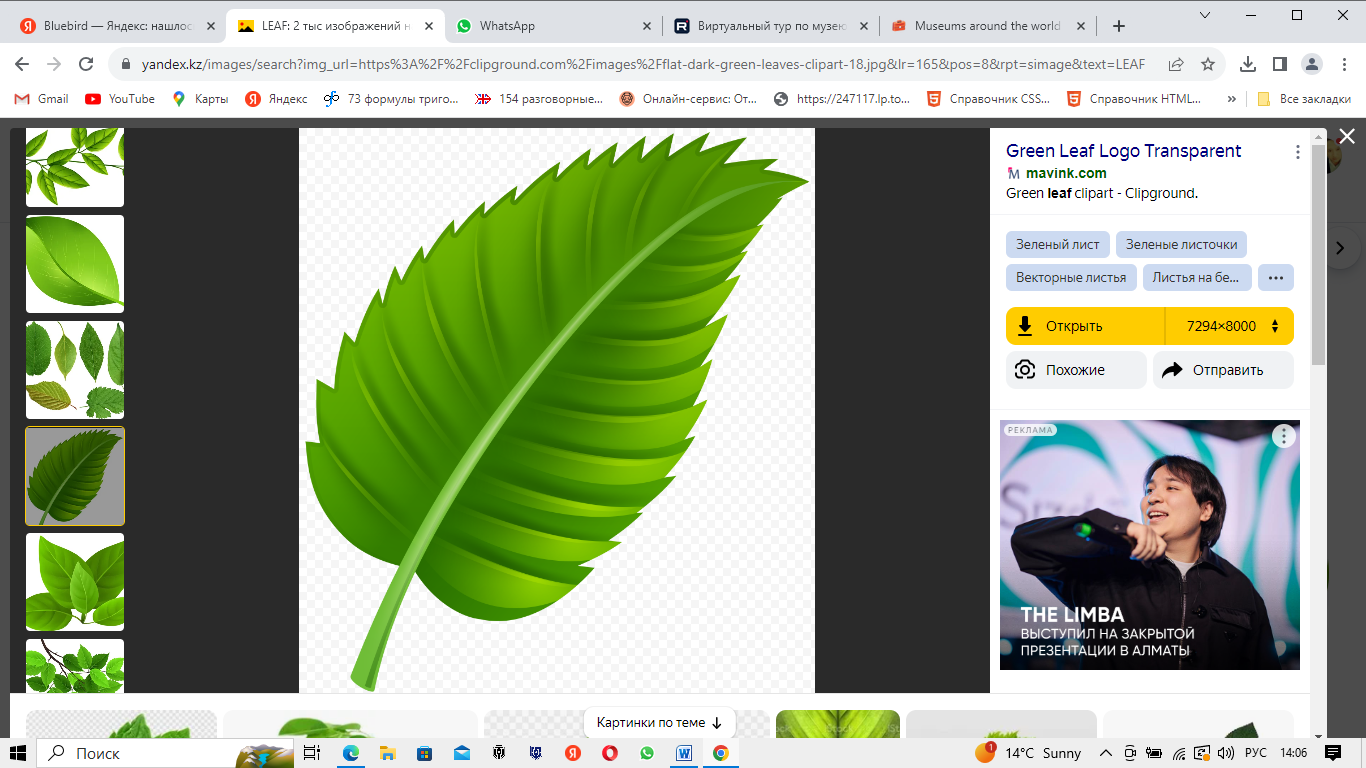 Bluebird — Яндекс: нашлос
LEAF: 2 тыс изображений н
WhatsApp
Виртуальный тур по музею
Museums around the world
yandex.kz/images/search?img_url=https%3A%2F%2Fclipground.com%2Fimages%2Fflat-dark-green-leaves-clipart-18.jpg&lr=165&pos=8&rpt=simage&text=LEAF
Gmail
YouTube
Карты
Яндекс
73 формулы триго...
154 разговорные...
Онлайн-сервис: От...
https://247117.lp.to...
Справочник CSS...
Справочник HTML...
»
Все закладки
Green Leaf Logo Transparent
mavink.com
Green leaf clipart - Clipground.
Зеленый лист
Зеленые листочки
Векторные листья
Листья на бе...
Открыть
7294×8000
Похожие
Отправить
РЕКЛАМА
THE LIMBA
ВЫСТУПИЛ НА ЗАКРЫТОЙ
ПРЕЗЕНТАЦИИ В АЛМАТЫ
Картинки по теме
Поиск
1
14°C Sunny
РУС
14:06